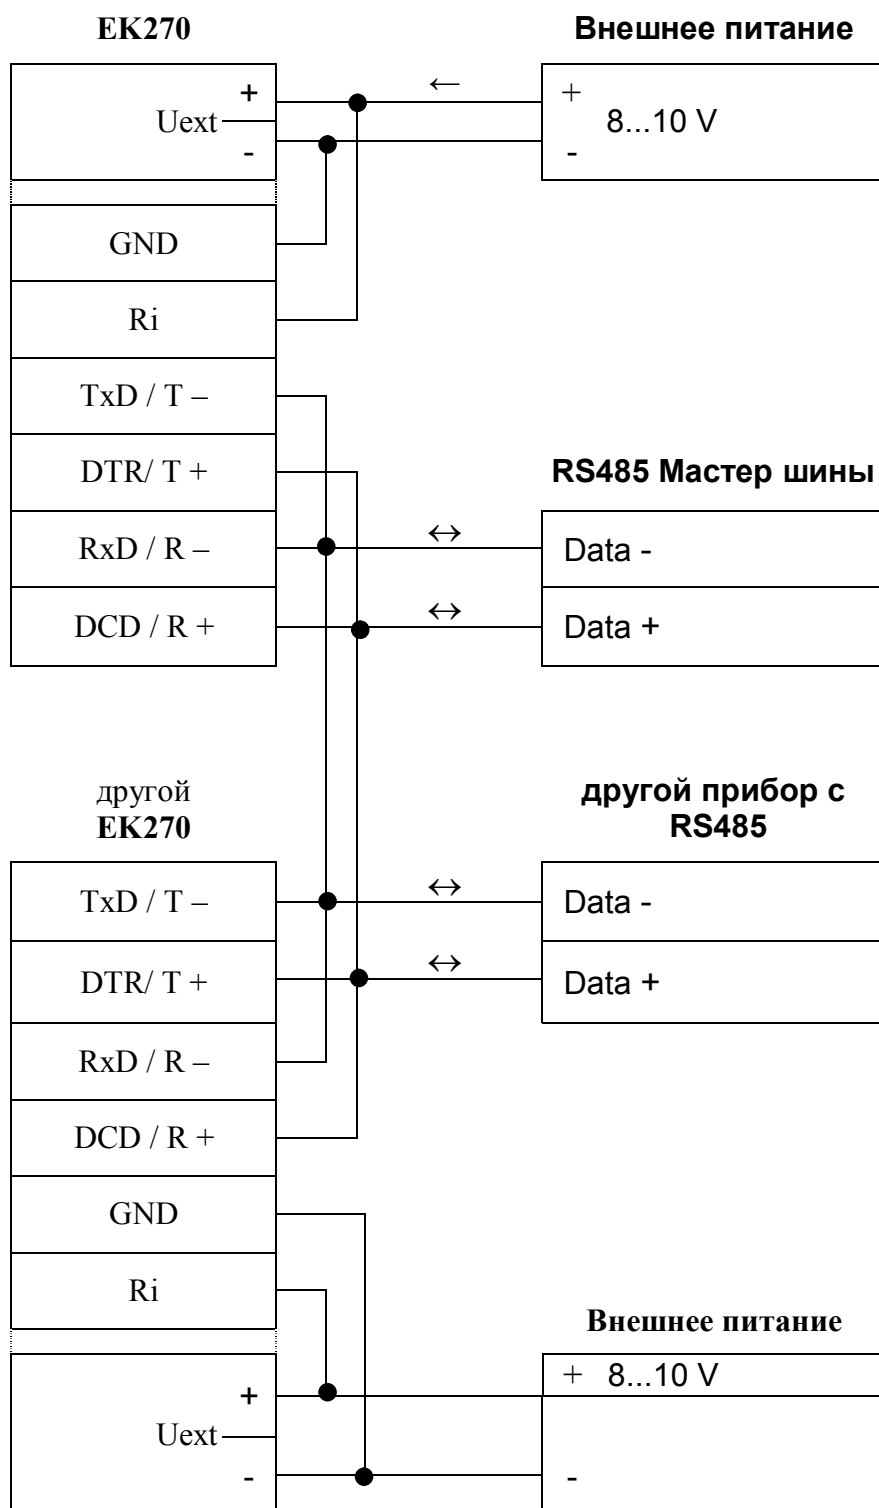 EK270
Внешнее питание
+
Uext
-
+
8...10 V
-
GND
Ri
TxD / T –
DTR/ T +
RxD / R –
DCD / R +
←
RS485 Мастер шины
↔
Data -
↔
Data +
другой
EK270
другой прибор с
RS485
TxD / T –
DTR/ T +
RxD / R –
DCD / R +
GND
Ri
↔
Data -
↔
Data +
Внешнее питание
+
Uext
-
+ 8...10 V
-